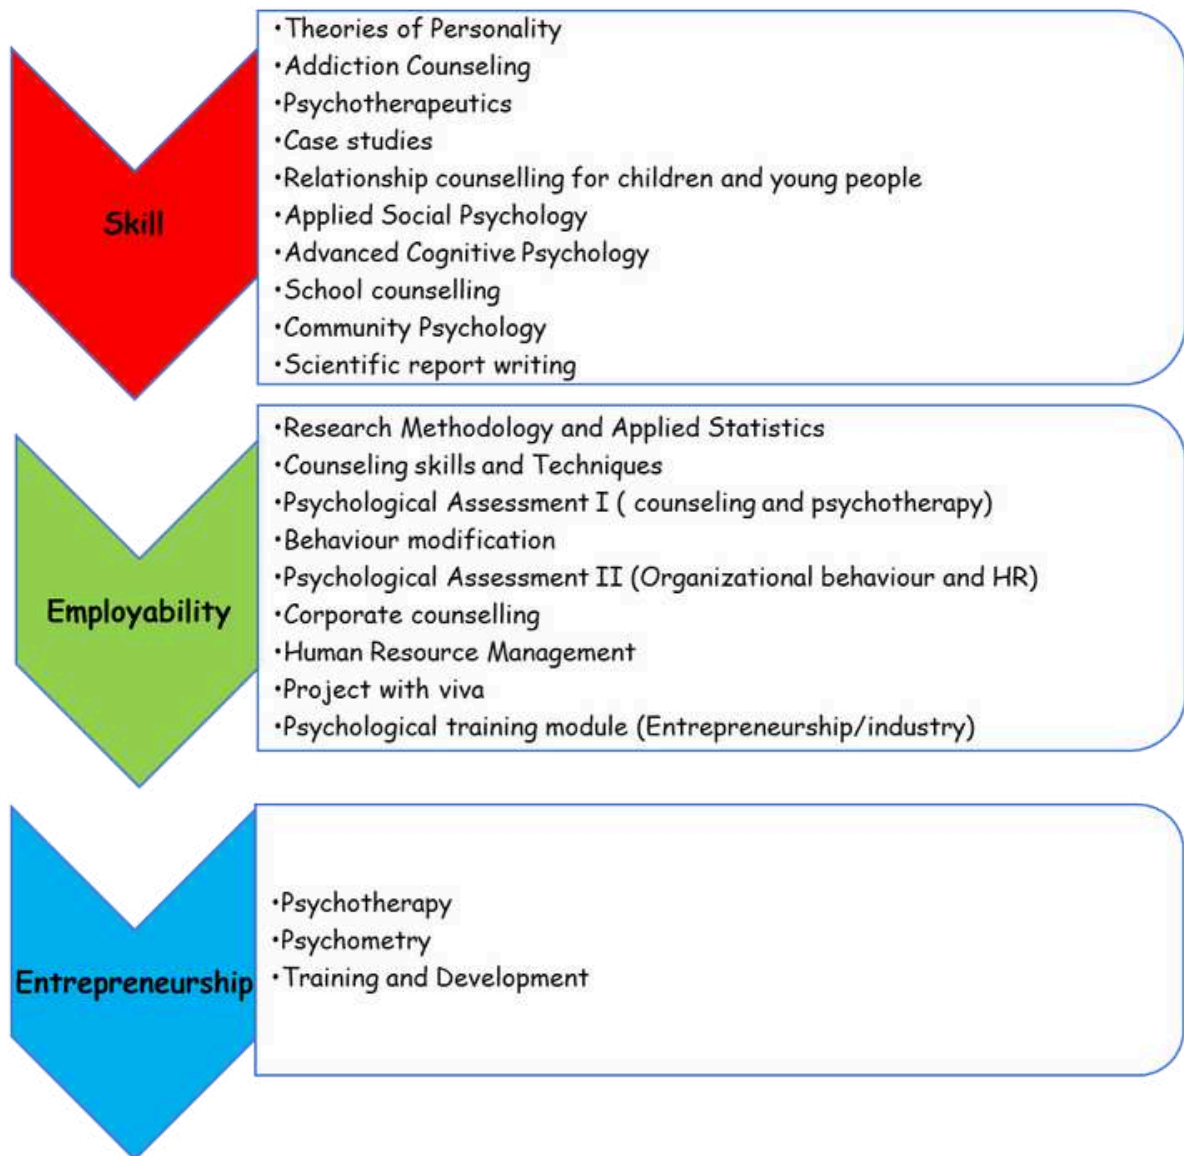 Skill
•Theories of Personality
•Addiction Counseling
•Psychotherapeutics
•Case studies
•Relationship counselling for children and young people
•Applied Social Psychology
•Advanced Cognitive Psychology
•School counselling
•Community Psychology
•Scientific report writing
Employability
•Research Methodology and Applied Statistics
•Counseling skills and Techniques
•Psychological Assessment I ( counseling and psychotherapy)
•Behaviour modification
•Psychological Assessment II (Organizational behaviour and HR)
•Corporate counselling
•Human Resource Management
•Project with viva
•Psychological training module (Entrepreneurship/industry)
Entrepreneurship
•Psychotherapy
•Psychometry
•Training and Development